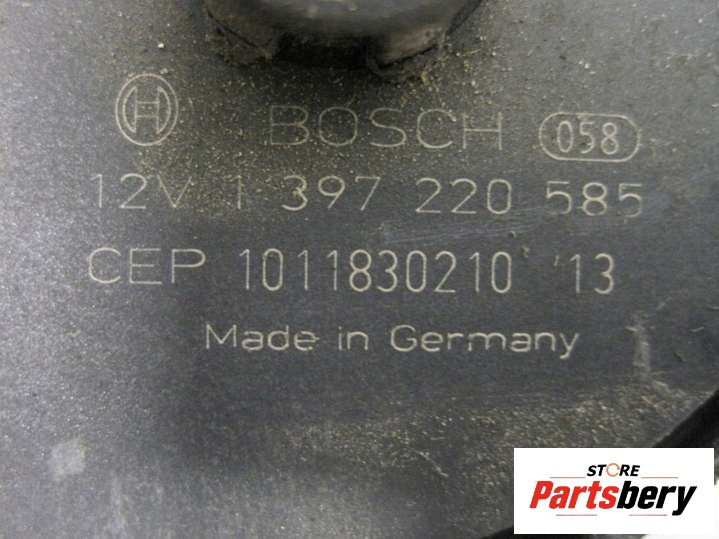 BOSCH 058
12V 1 397 220 585
CEP 1011830210 '13
Made in Germany
STORE
Partsbery